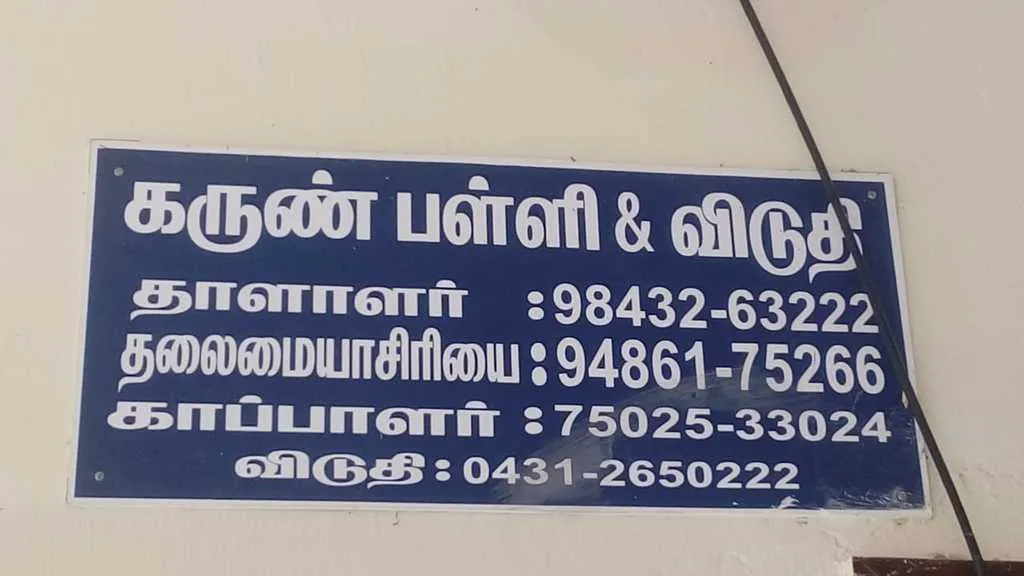 கருண் பள்ளி & விடுதி
தாளாளர் : 98432-63222
தலைமையாசிரியை : 94861-75266
காப்பாளர் : 75025-33024
விடுதி : 0431-2650222